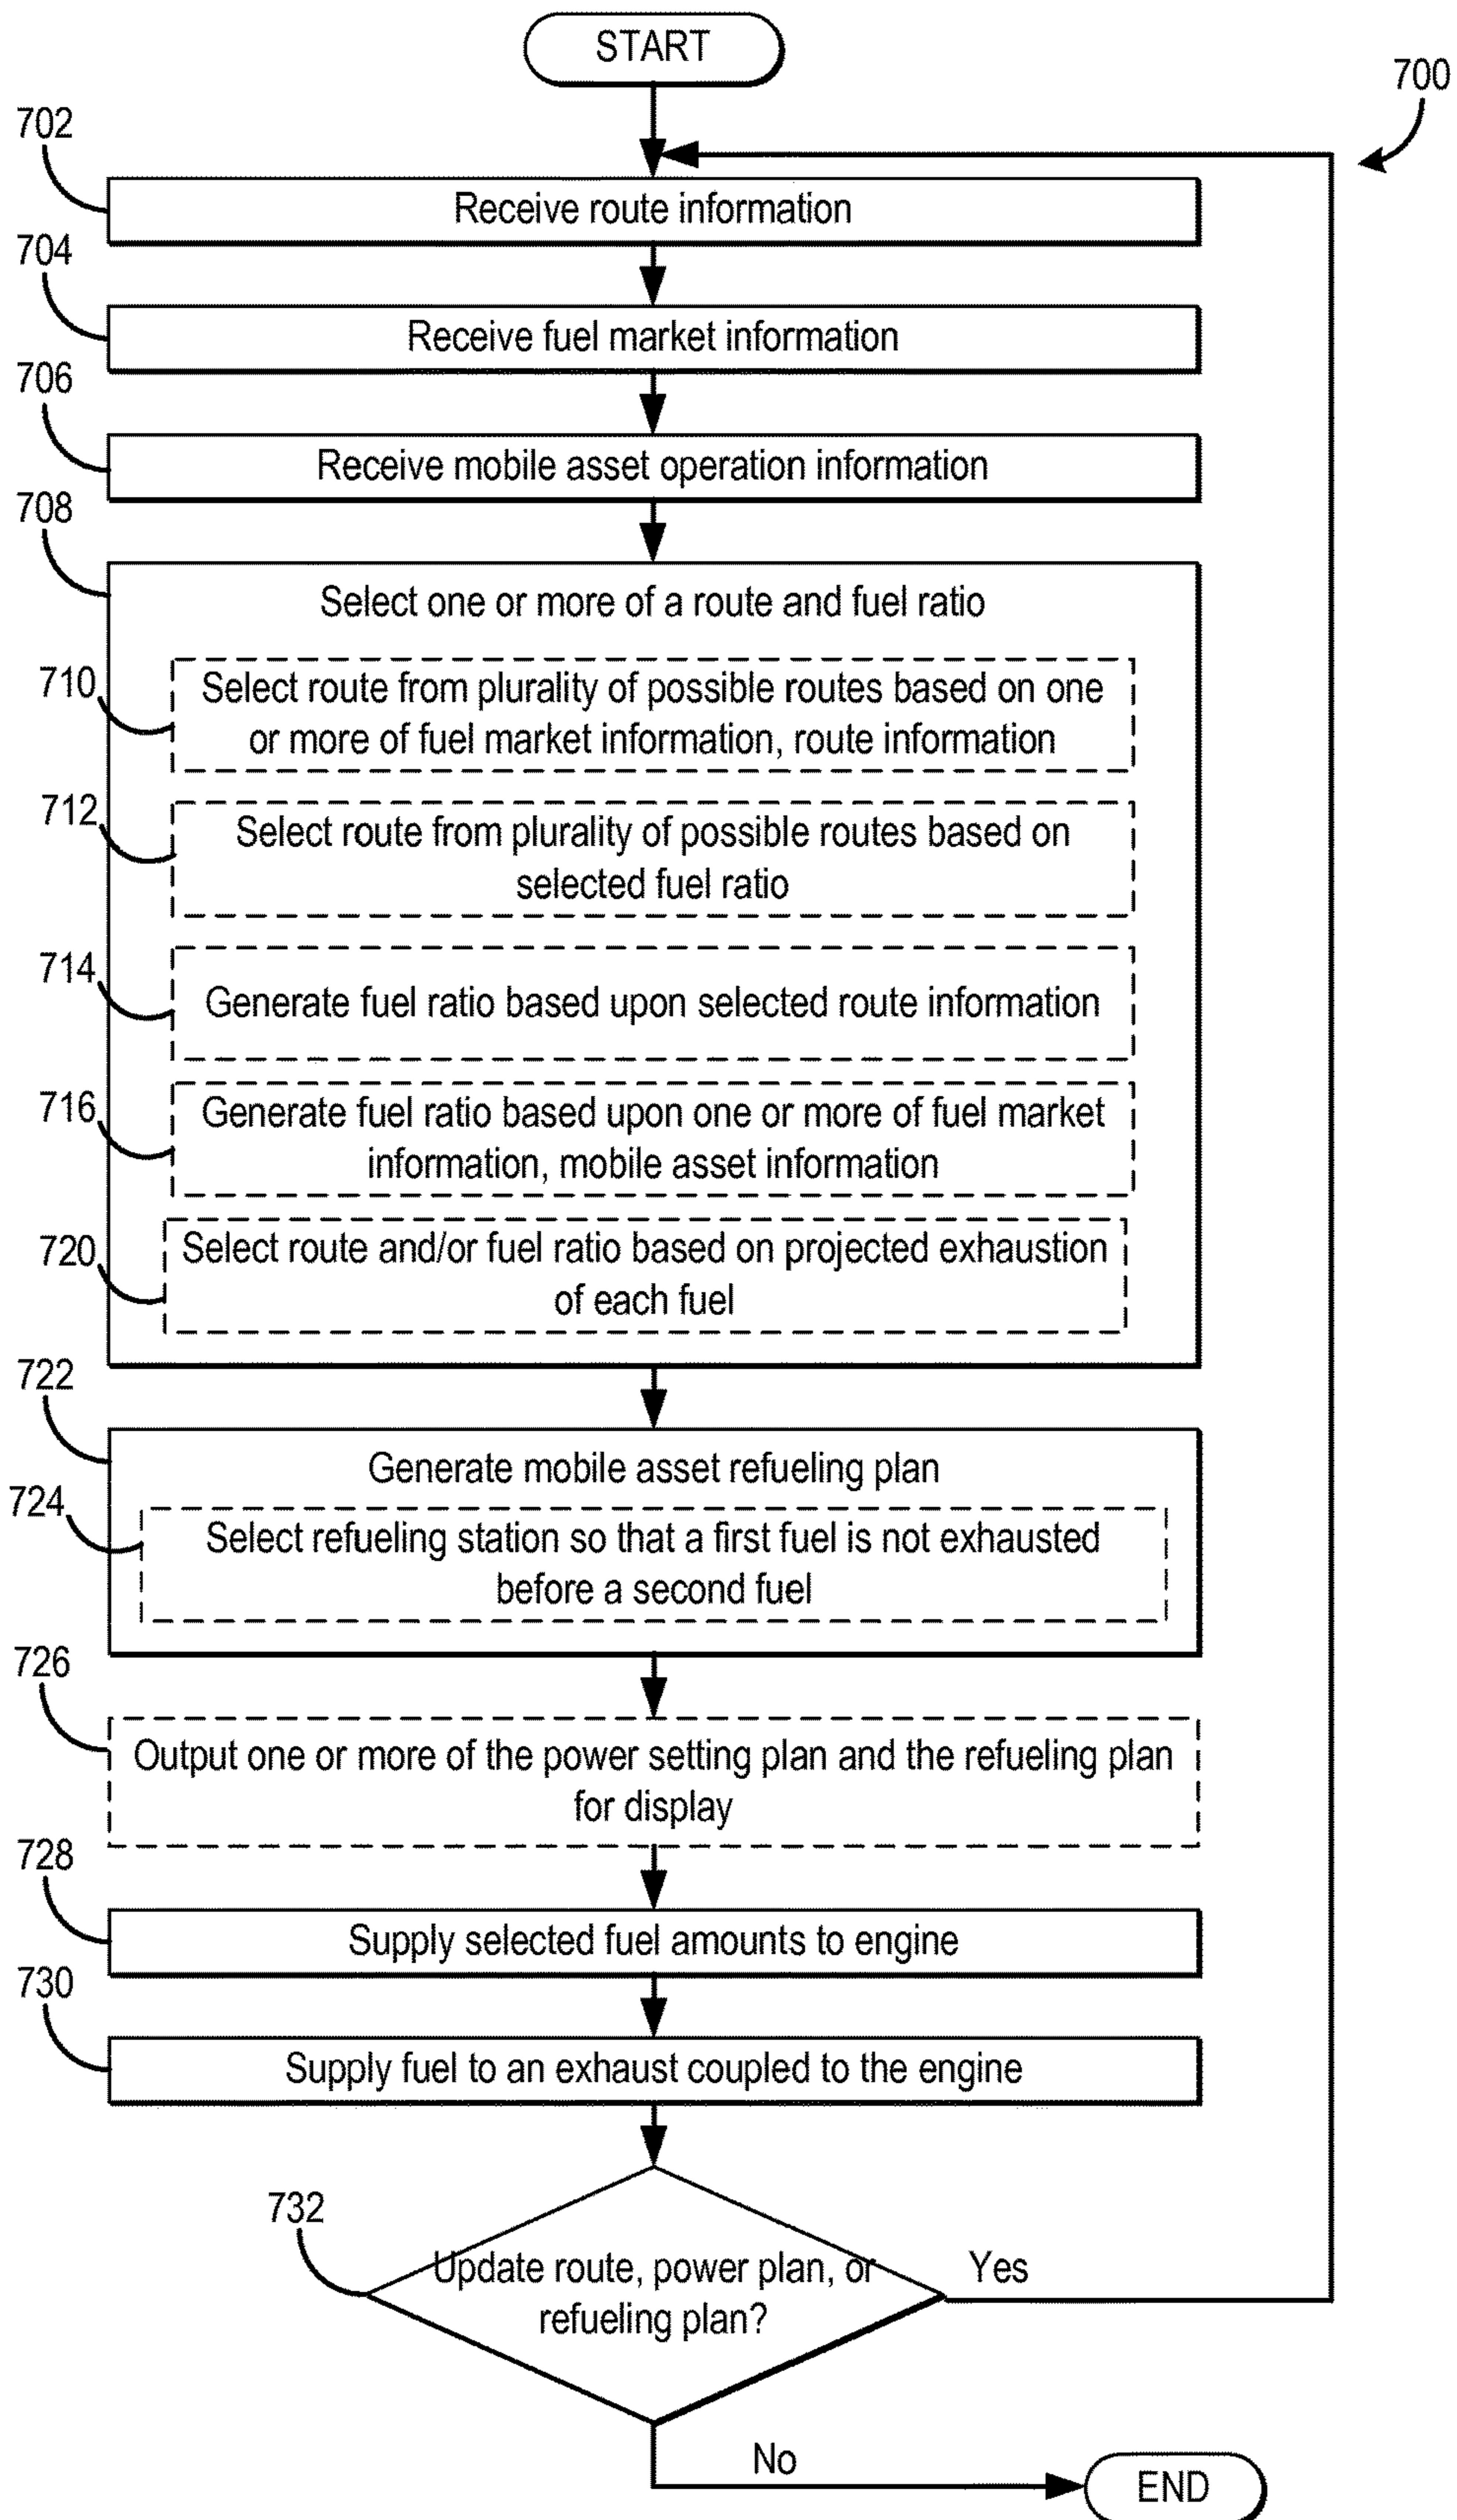 START
700
702
Receive route information
704
Receive fuel market information
706
Receive mobile asset operation information
708
Select one or more of a route and fuel ratio
710
Select route from plurality of possible routes based on one
or more of fuel market information, route information
712
Select route from plurality of possible routes based on
selected fuel ratio
714
Generate fuel ratio based upon selected route information
716
Generate fuel ratio based upon one or more of fuel market
information, mobile asset information
720
Select route and/or fuel ratio based on projected exhaustion
of each fuel
722
Generate mobile asset refueling plan
724
Select refueling station so that a first fuel is not exhausted
before a second fuel
726
Output one or more of the power setting plan and the refueling plan
for display
728
Supply selected fuel amounts to engine
730
Supply fuel to an exhaust coupled to the engine
732
Update route, power plan, or
refueling plan?
Yes
No
END